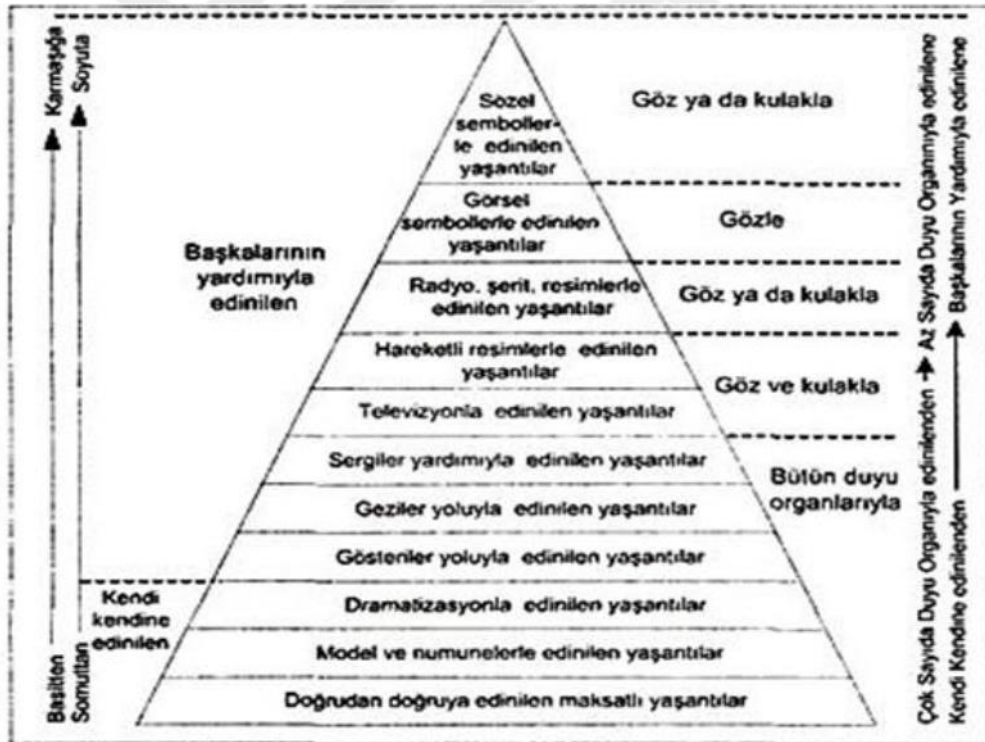 Sözel
semboller-
le edinilen
yaşantılar
Göz ya da kulakla
Görsel
sembollerle edinilen
yaşantılar
Gözle
Başkalarının
yardımıyla
edinilen
Radyo, şerit, resimlerle
edinilen yaşantılar
Göz ya da kulakla
Hareketli resimlerle edinilen
yaşantılar
Göz ve kulakla
Televizyonla edinilen yaşantılar
Sergiler yardımıyla edinilen yaşantılar
Bütün duyu
organlarıyla
Geziler yoluyla edinilen yaşantılar
Göstenler yoluyla edinilen yaşantılar
Kendi
kendine
edinilen
Dramatizasyonla edinilen yaşantılar
Model ve numunelerle edinilen yaşantılar
Doğrudan doğruya edinilen maksatlı yaşantılar
Basitten Karmaşığa
Somuttan Soyuta
Çok Sayıda Duyu Organıyla edinilenden Az Sayıda Duyu Organınıyla edinilene
Kendi Kendine edinilenden Başkalarının Yardımıyla edinilene